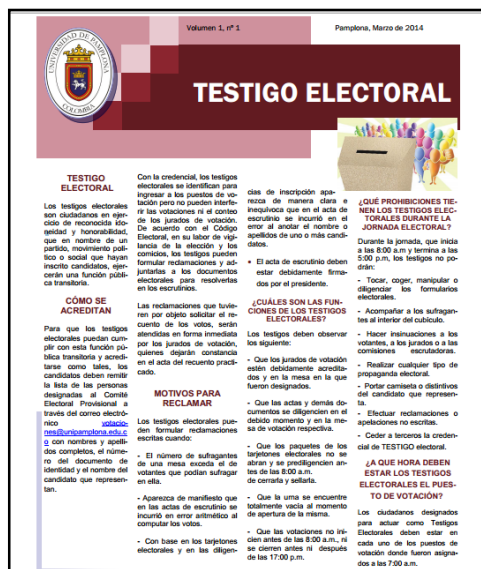 UNIVERSIDAD DE PAMPLONA
COLOMBIA
Volumen 1, nº 1
Pamplona, Marzo de 2014
TESTIGO ELECTORAL
TESTIGO
ELECTORAL
Los testigos electorales
son ciudadanos en ejer-
cicio de reconocida ido-
neidad y honorabilidad,
que en nombre de un
partido, movimiento polí-
tico o social que hayan
inscrito candidatos, ejer-
cerán una función públi-
ca transitoria.
CÓMO SE
ACREDITAN
Para que los testigos
electorales puedan cum-
plir con esta función pú-
blica transitoria y acredi-
tarse como tales, los
candidatos deben remitir
la lista de las personas
designadas al Comité
Electoral Provisional a
través del correo electró-
nico votacio-
nes@unipamplona.edu.c
o con nombres y apelli-
dos completos, el núme-
ro del documento de
identidad y el nombre del
candidato que represen-
tan.
Con la credencial, los testigos
electorales se identifican para
ingresar a los puestos de vo-
tación pero no pueden interfe-
rir las votaciones ni el conteo
de los jurados de votación.
De acuerdo con el Código
Electoral, en su labor de vigi-
lancia de la elección y los
comicios, los testigos pueden
formular reclamaciones y ad-
juntarlas a los documentos
electorales para resolverlas
en los escrutinios.
Las reclamaciones que tuvie-
ren por objeto solicitar el re-
cuento de los votos, serán
atendidas en forma inmediata
por los jurados de votación,
quienes dejarán constancia
en el acta del recuento practi-
cado.
MOTIVOS PARA
RECLAMAR
Los testigos electorales pue-
den formular reclamaciones
escritas cuando:
- El número de sufragantes
de una mesa exceda el de
votantes que podían sufragar
en ella.
- Aparezca de manifiesto que
en las actas de escrutinio se
incurrió en error aritmético al
computar los votos.
- Con base en los tarjetones
electorales y en las diligen-
cias de inscripción apa-
rezca de manera clara e
inequívoca que en el acta de
escrutinio se incurrió en el
error al anotar el nombre o
apellidos de uno o más candi-
datos.
• El acta de escrutinio deben
estar debidamente firma-
dos por el presidente.
¿CUÁLES SON LAS FUN-
CIONES DE LOS TESTIGOS
ELECTORALES?
Los testigos deben observar
los siguiente:
- Que los jurados de votación
estén debidamente acredita-
dos y en la mesa en la que
fueron designados.
- Que las actas y demás do-
cumentos se diligencien en el
debido momento y en la me-
sa de votación respectiva.
- Que los paquetes de los
tarjetones electorales no se
abran y se prediligencien an-
tes de las 8:00 a.m.
de cerrarla y sellarla.
- Que la urna se encuentre
totalmente vacía al momento
de apertura de la misma.
- Que las votaciones no ini-
cien antes de las 8:00 a.m., ni
se cierren antes ni después
de las 17:00 p.m.
¿QUÉ PROHIBICIONES TIE-
NEN LOS TESTIGOS ELEC-
TORALES DURANTE LA
JORNADA ELECTORAL?
Durante la jornada, que inicia
a las 8:00 a.m y termina a las
5:00 p.m, los testigos no po-
drán:
- Tocar, coger, manipular o
diligenciar los formularios
electorales.
- Acompañar a los sufragan-
tes al interior del cubículo.
- Hacer insinuaciones a los
votantes, a los jurados o a las
comisiones escrutadoras.
- Realizar cualquier tipo de
propaganda electoral.
- Portar camiseta o distintivos
del candidato que represen-
ta.
- Efectuar reclamaciones o
apelaciones no escritas.
- Ceder a terceros la creden-
cial de TESTIGO electoral.
¿A QUE HORA DEBEN
ESTAR LOS TESTIGOS
ELECTORALES EL PUES-
TO DE VOTACIÓN?
Los ciudadanos designados
para actuar como Testigos
Electorales deben estar en
cada uno de los puestos de
votación donde fueron asigna-
dos a las 7:00 a.m.